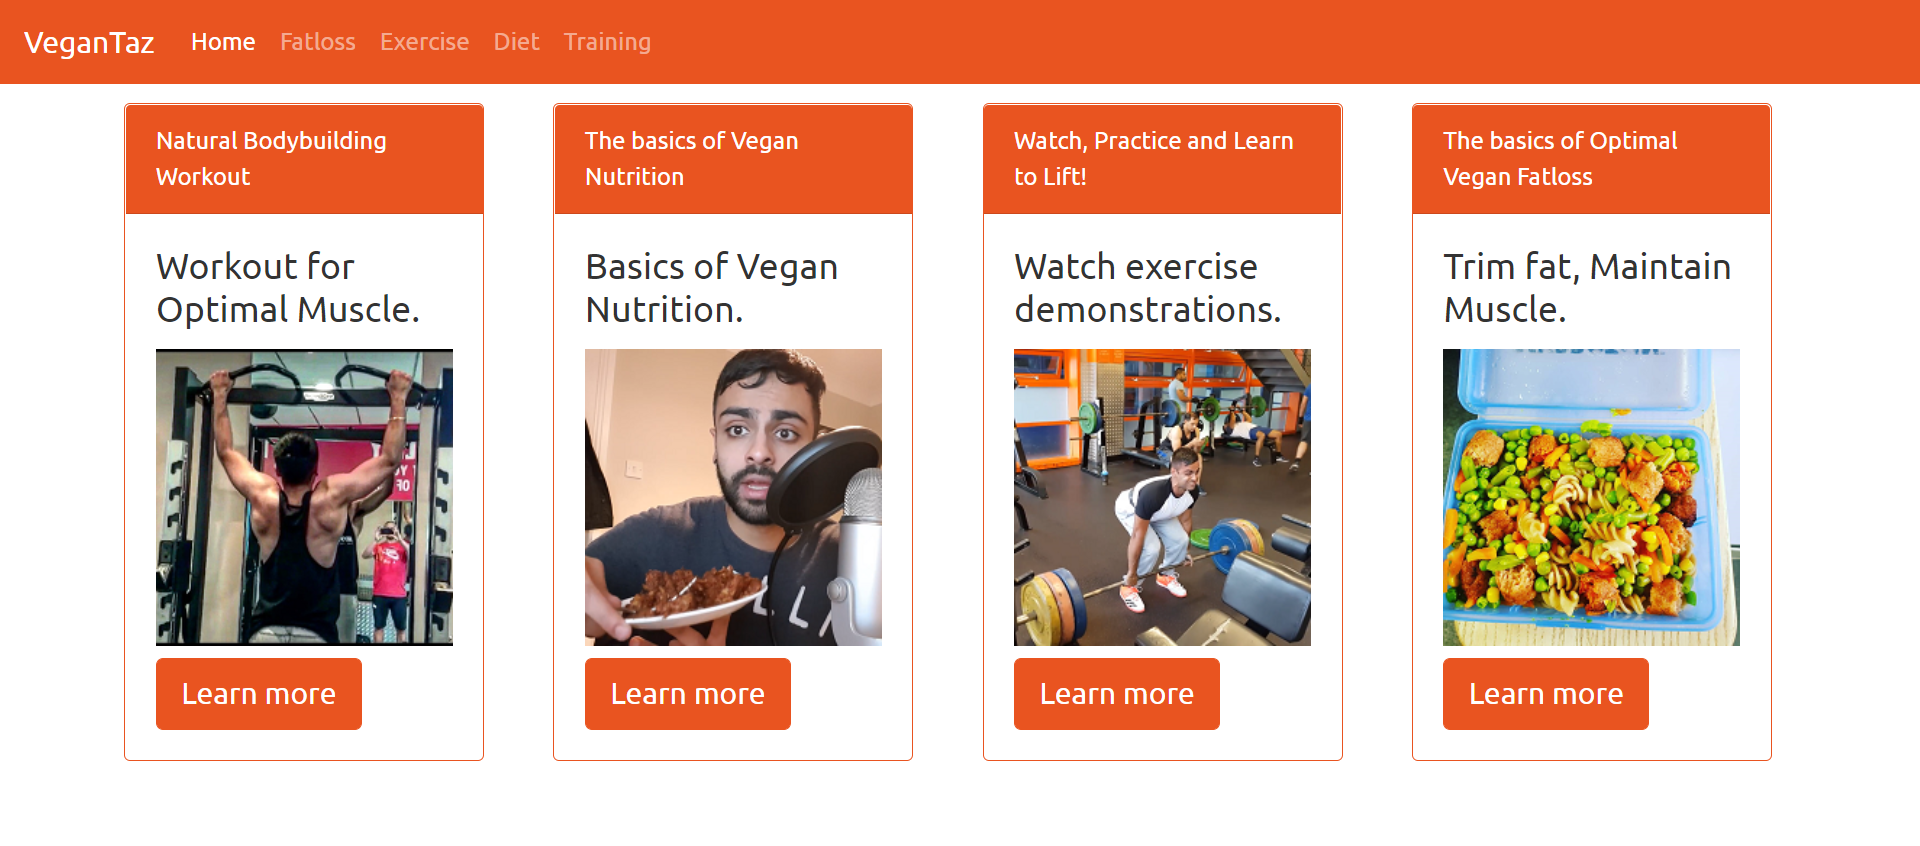 VeganTaz Home Fatloss Exercise Diet Training
Natural Bodybuilding
Workout
Workout for
Optimal Muscle.
Learn more
The basics of Vegan
Nutrition
Basics of Vegan
Nutrition.
Learn more
Watch, Practice and Learn
to Lift!
Watch exercise
demonstrations.
Learn more
The basics of Optimal
Vegan Fatloss
Trim fat, Maintain
Muscle.
Learn more